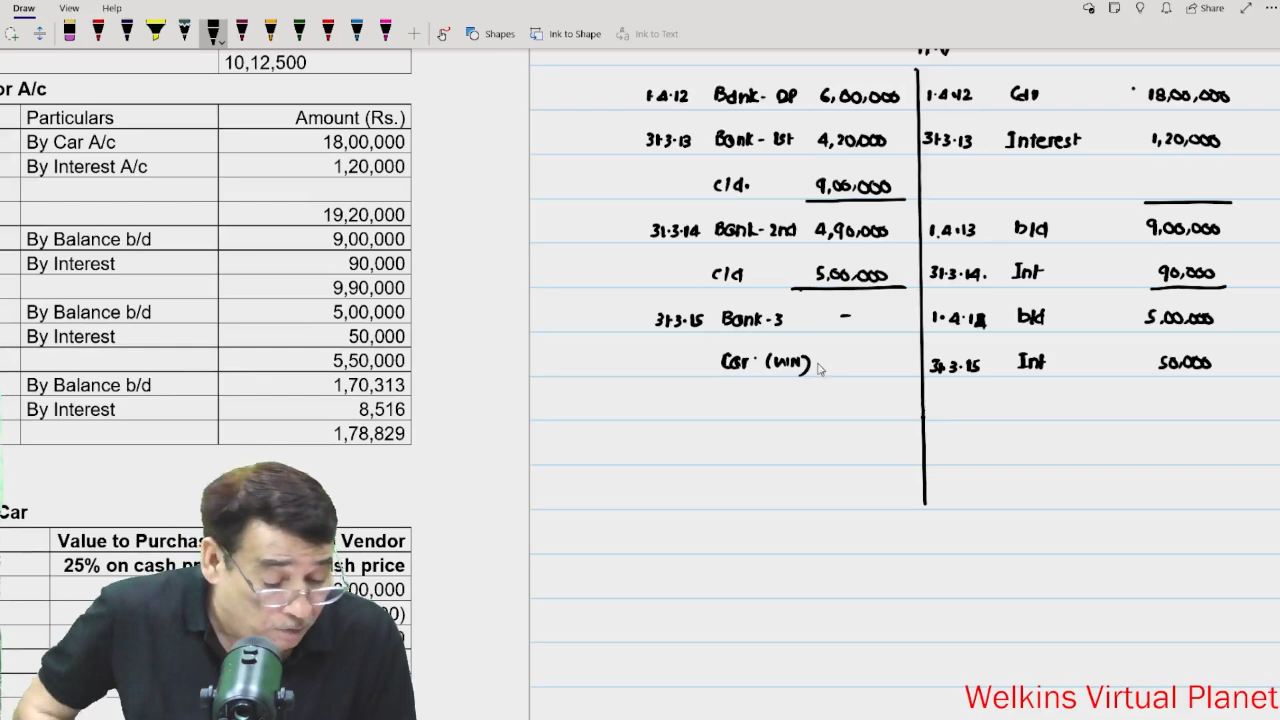 Draw View Help
Share
Shapes Ink to Shape Ink to Text
10,12,500
or A/c
Particulars Amount (Rs.)
By Car A/c 18,00,000
By Interest A/c 1,20,000
19,20,000
By Balance b/d 9,00,000
By Interest 90,000
9,90,000
By Balance b/d 5,00,000
By Interest 50,000
5,50,000
By Balance b/d 1,70,313
By Interest 8,516
1,78,829
Car
Value to Purcha Vendor
25% on cash pri sh price
00,000
1.4.12 Bank - DP 6,00,000 1.4.12 Car 18,00,000
31.3.13 Bank - 1st 4,20,000 31.3.13 Interest 1,20,000
c/d. 9,00,000
31.3.14 Bank - 2nd 4,90,000 1.4.13 b/d 9,00,000
c/d 5,00,000 31.3.14. Int 90,000
31.3.15 Bank - 3 - b/d 5,00,000
Car (WN) 31.3.15 Int 50,000
Welkins Virtual Planet